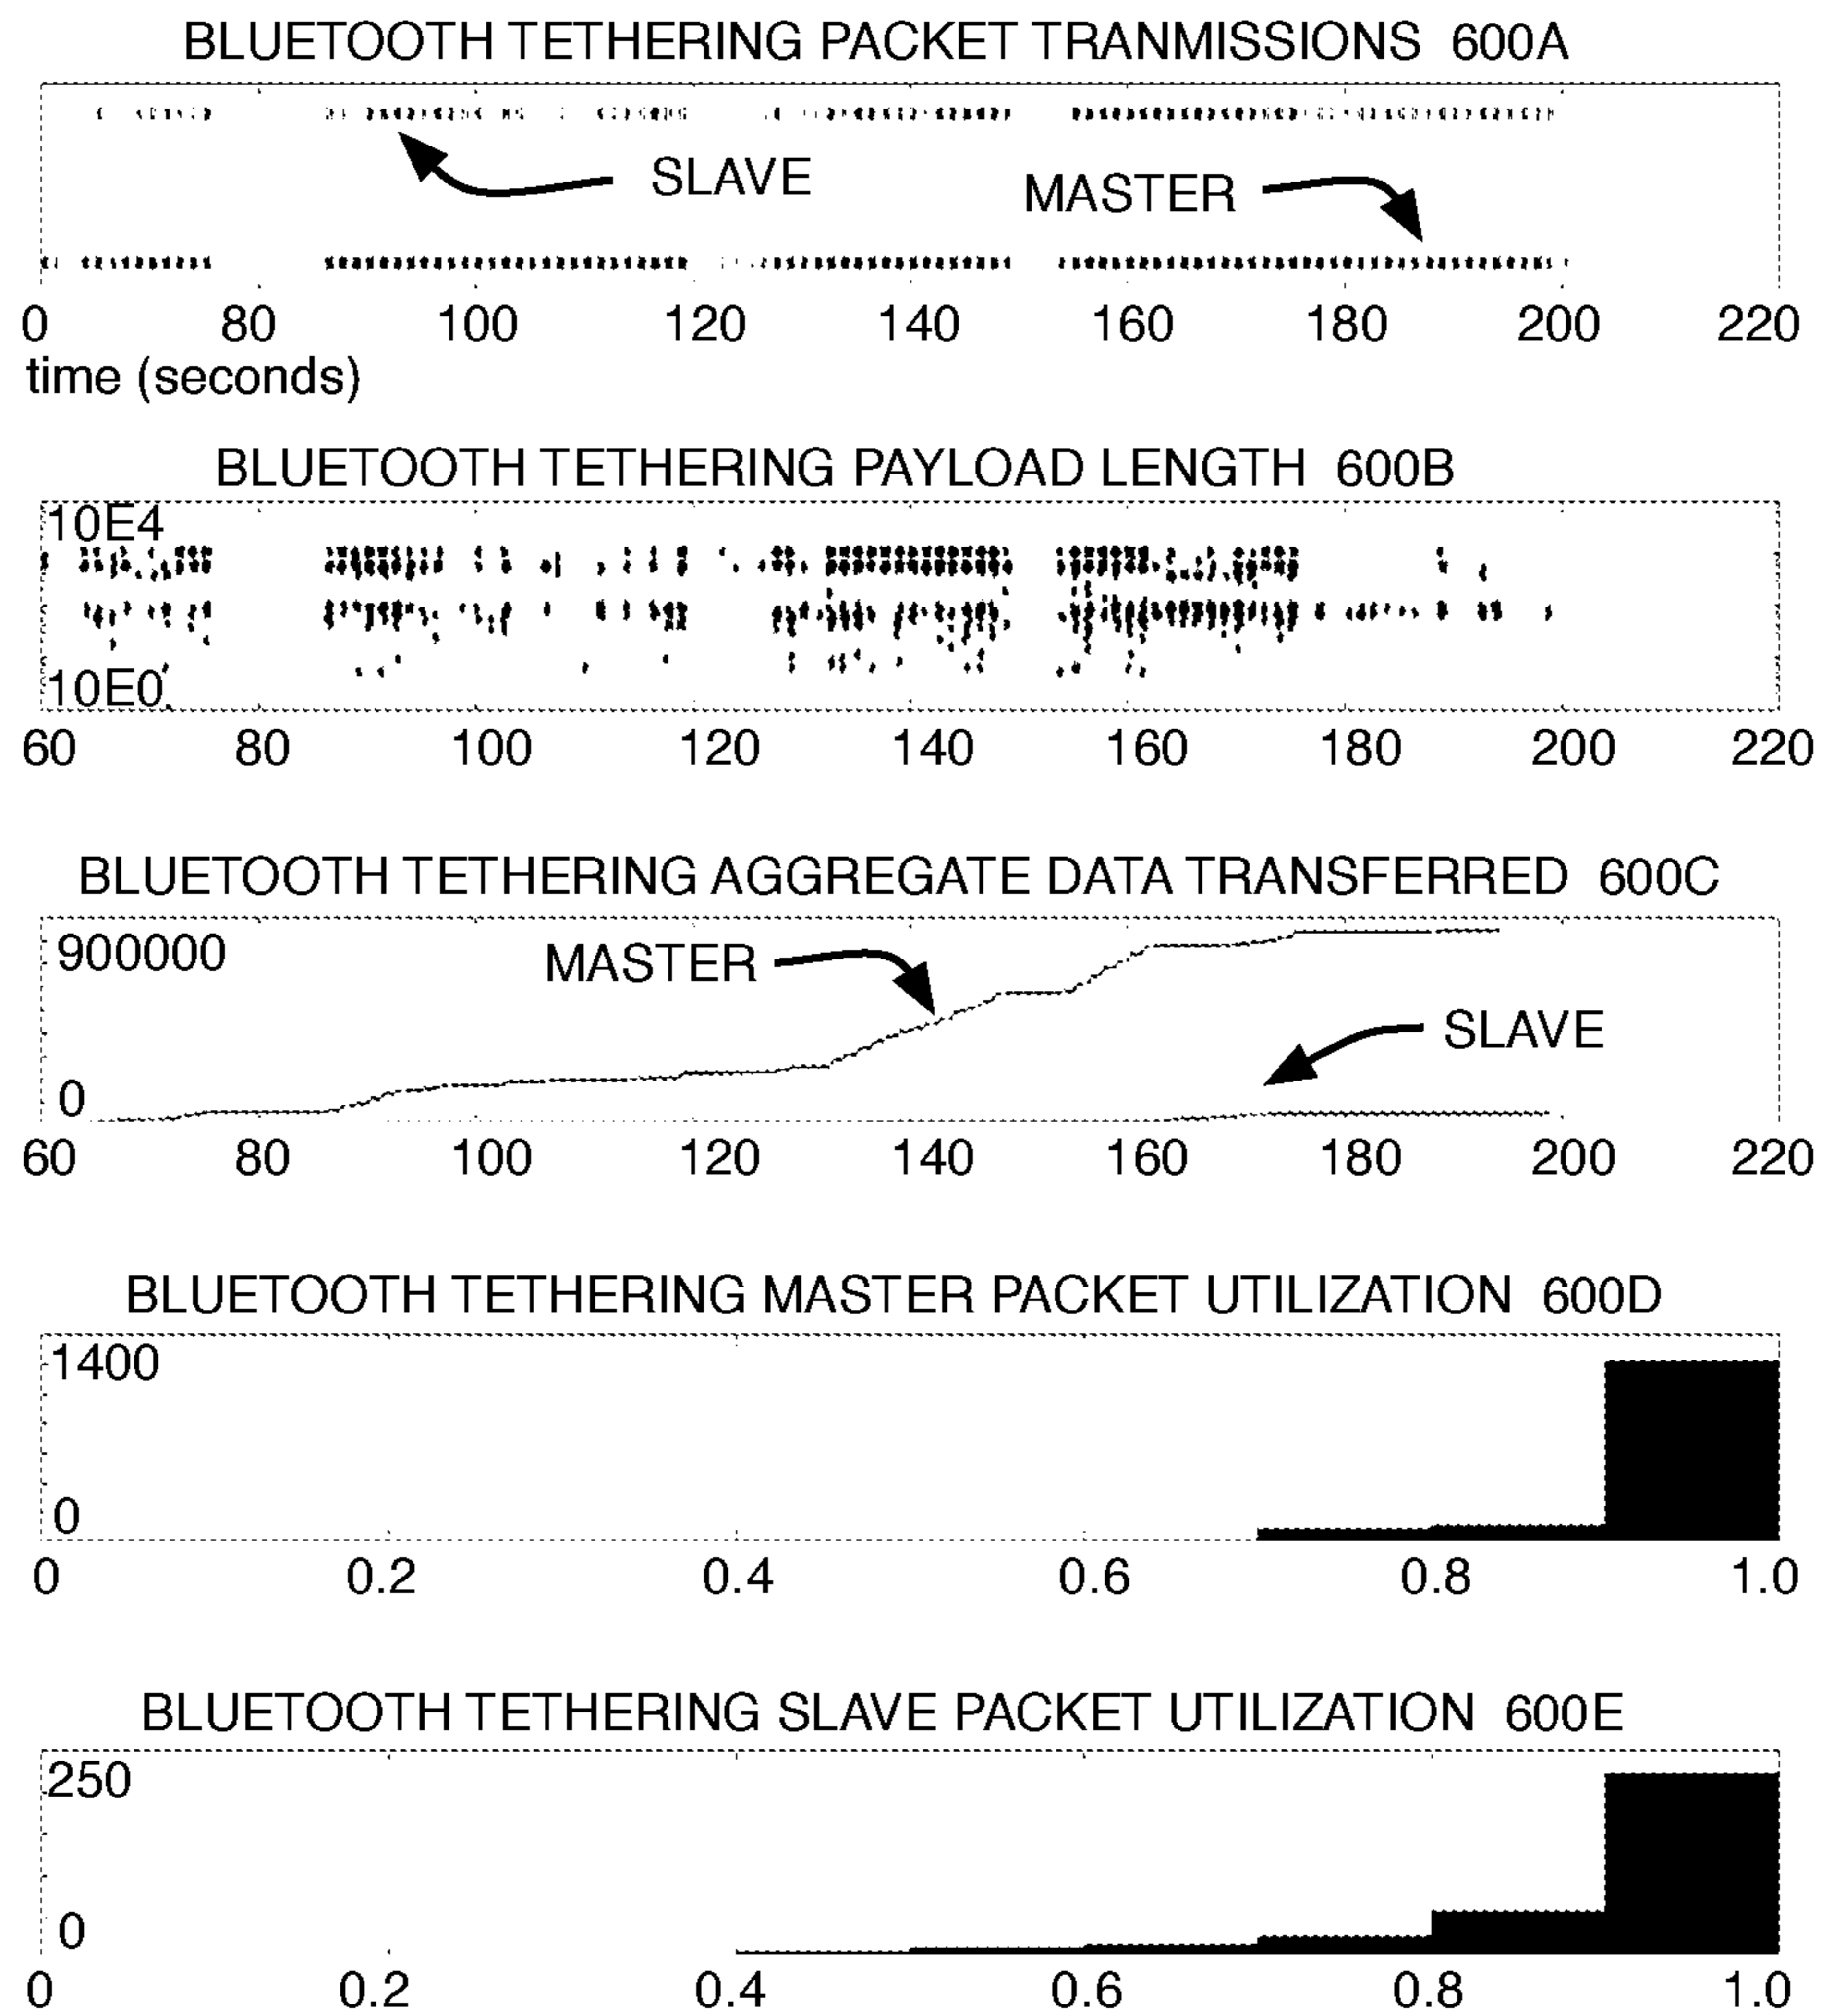 BLUETOOTH TETHERING PACKET TRANMISSIONS 600A
SLAVE
MASTER
0 80 100 120 140 160 180 200 220
time (seconds)
BLUETOOTH TETHERING PAYLOAD LENGTH 600B
10E4
10E0
60 80 100 120 140 160 180 200 220
BLUETOOTH TETHERING AGGREGATE DATA TRANSFERRED 600C
900000
MASTER
SLAVE
0
60 80 100 120 140 160 180 200 220
BLUETOOTH TETHERING MASTER PACKET UTILIZATION 600D
1400
0
0 0.2 0.4 0.6 0.8 1.0
BLUETOOTH TETHERING SLAVE PACKET UTILIZATION 600E
250
0
0 0.2 0.4 0.6 0.8 1.0